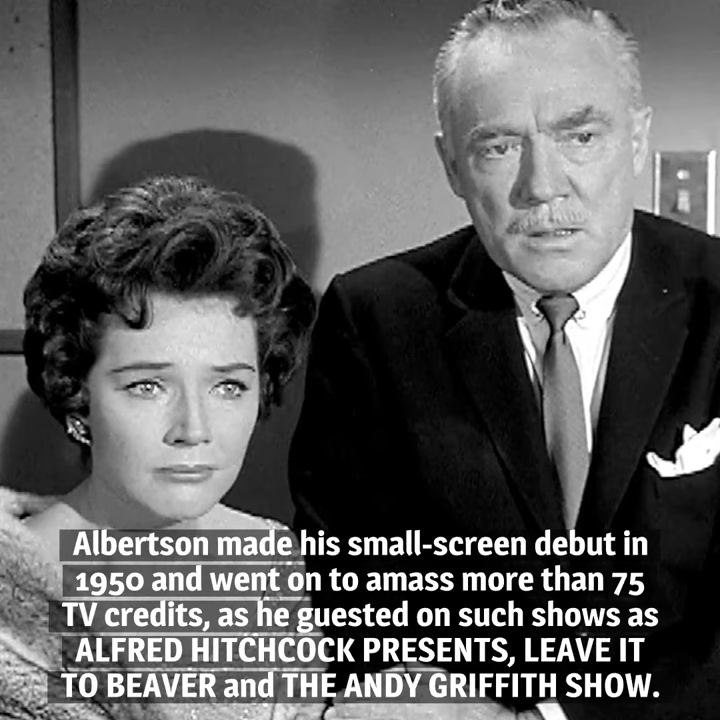 Albertson made his small-screen debut in
1950 and went on to amass more than 75
TV credits, as he guested on such shows as
ALFRED HITCHCOCK PRESENTS, LEAVE IT
TO BEAVER and THE ANDY GRIFFITH SHOW.